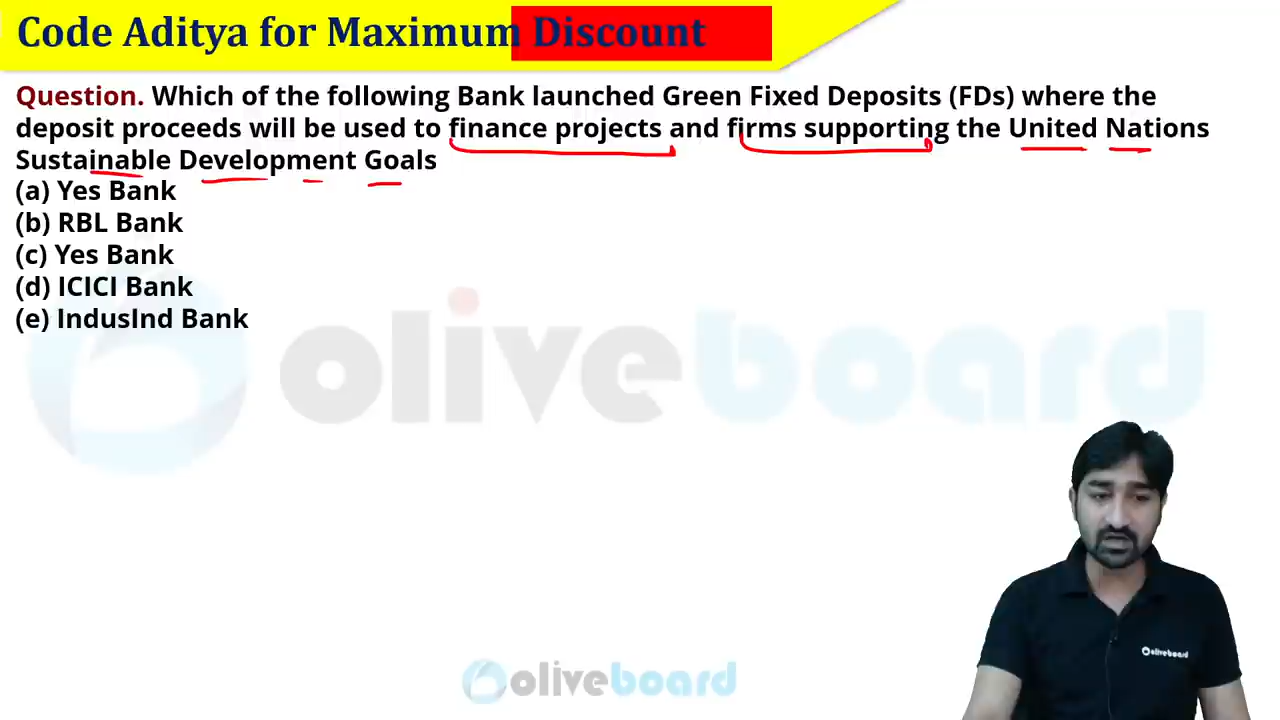 Code Aditya for Maximum Discount
Question. Which of the following Bank launched Green Fixed Deposits (FDs) where the
deposit proceeds will be used to finance projects and firms supporting the United Nations
Sustainable Development Goals
(a) Yes Bank
(b) RBL Bank
(c) Yes Bank
(d) ICICI Bank
(e) IndusInd Bank
oliveboard
oliveboard
oliveboard